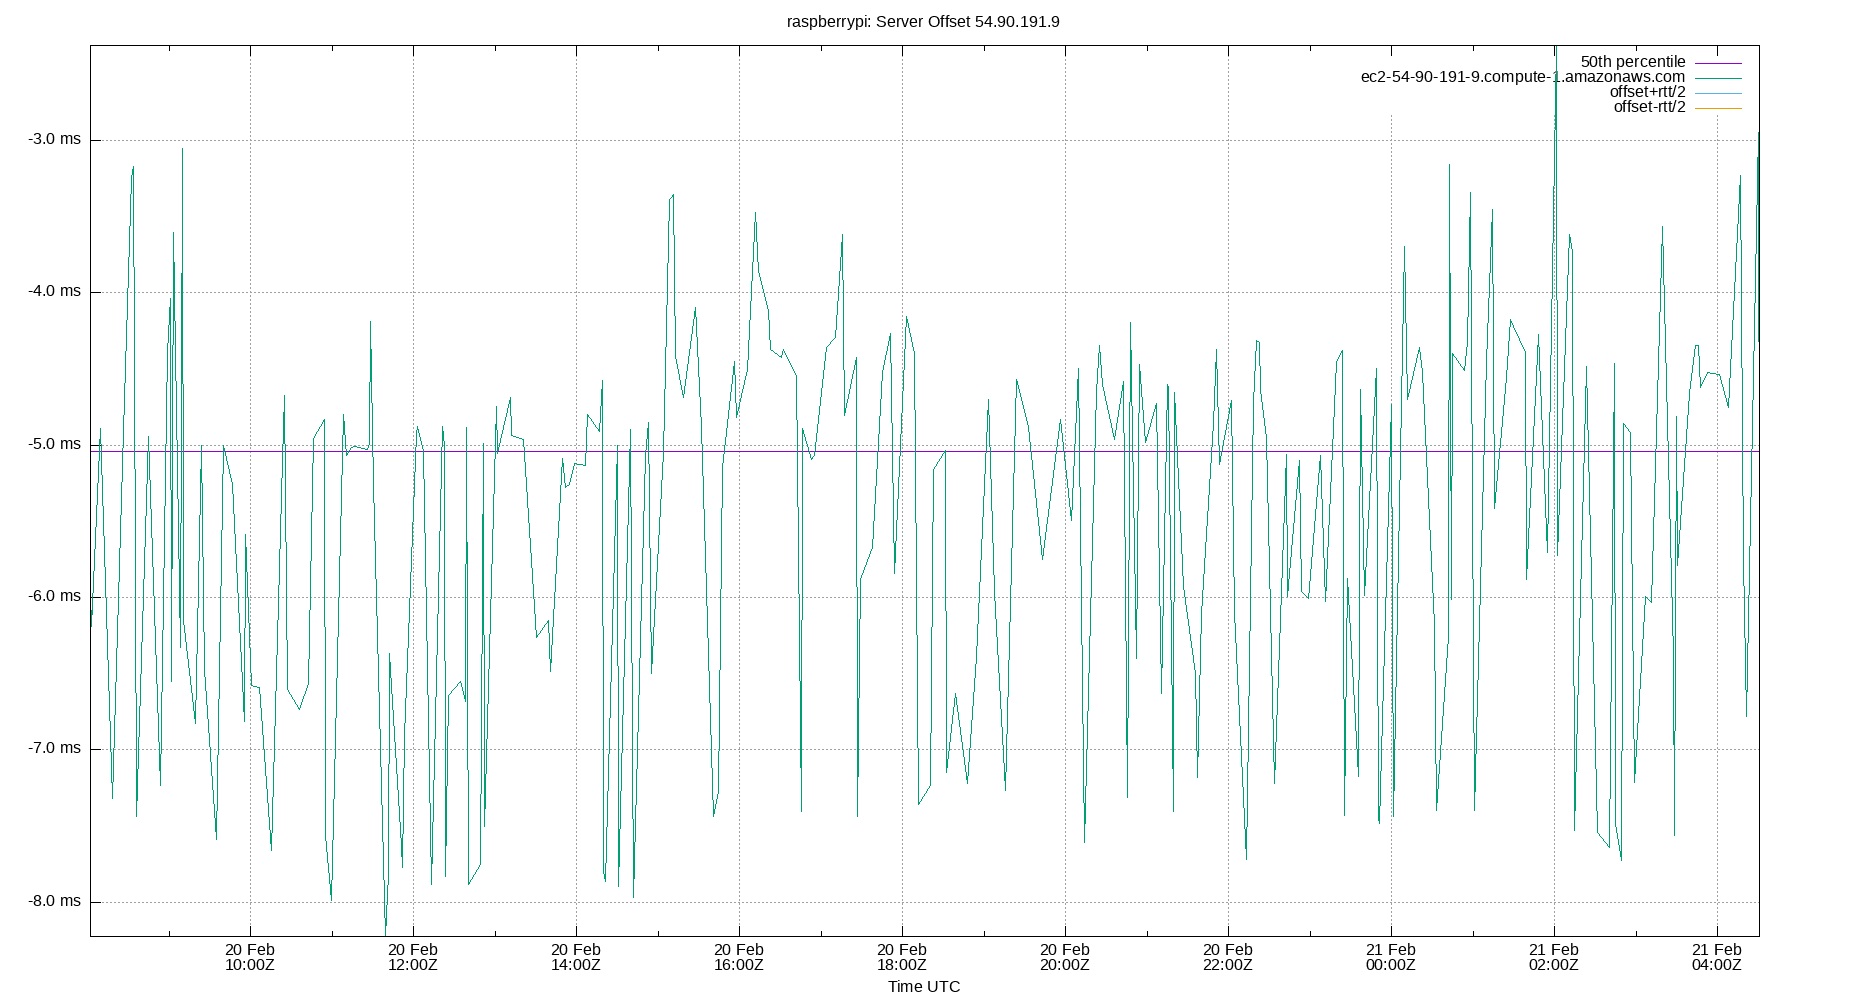 raspberrypi: Server Offset 54.90.191.9
50th percentile
ec2-54-90-191-9.compute-1.amazonaws.com
offset+rtt/2
offset-rtt/2
-3.0 ms
-4.0 ms
-5.0 ms
-6.0 ms
-7.0 ms
-8.0 ms
20 Feb 20 Feb 20 Feb 20 Feb 20 Feb 20 Feb 20 Feb 21 Feb 21 Feb 21 Feb
10:00Z 12:00Z 14:00Z 16:00Z 18:00Z 20:00Z 22:00Z 00:00Z 02:00Z 04:00Z
Time UTC